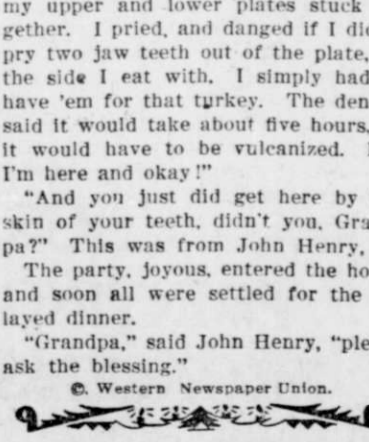 my upper and lower plates stuck
gether. I pried, and danged if I di
pry two jaw teeth out of the plate,
the side I eat with. I simply had
have 'em for that turkey. The den
said it would take about five hours,
it would have to be vulcanized.
I'm here and okay!"
"And you just did get here by
skin of your teeth, didn't you, Gra
pa?" This was from John Henry,
The party, joyous, entered the ho
and soon all were settled for the
layed dinner.
"Grandpa," said John Henry, "ple
ask the blessing."
©. Western Newspaper Union.